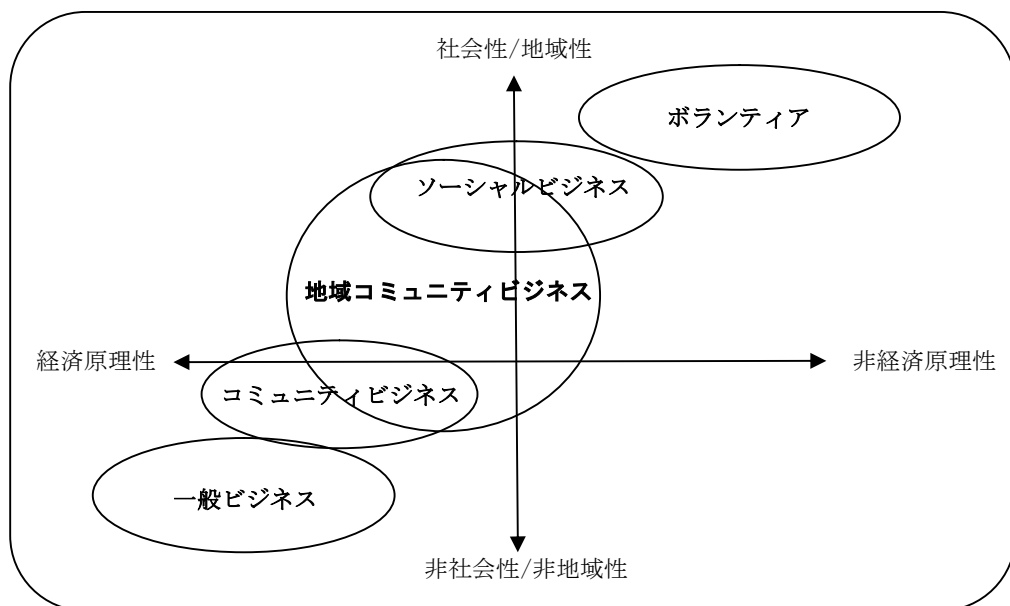 社会性/地域性
ボランティア
ソーシャルビジネス
地域コミュニティビジネス
経済原理性
非経済原理性
コミュニティビジネス
一般ビジネス
非社会性/非地域性